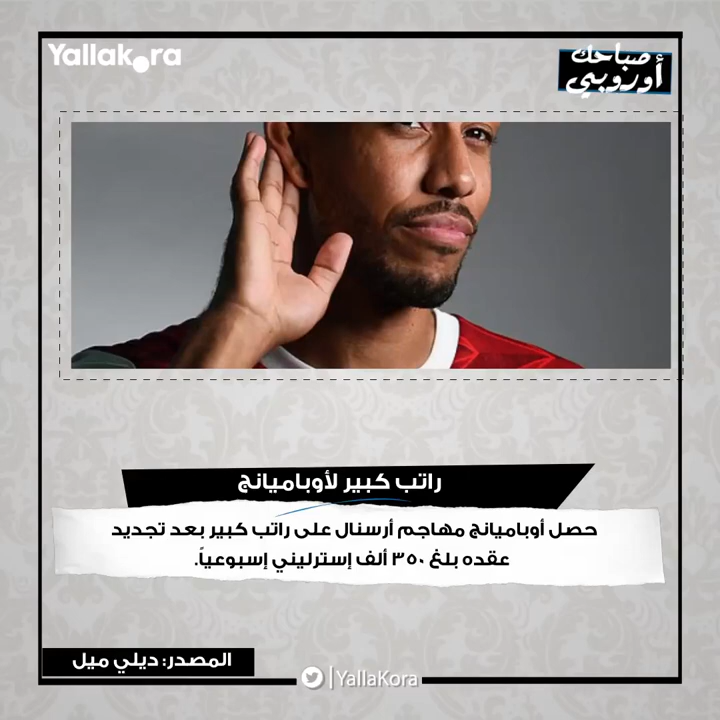 Yallakora
صباحك
أوروبي
راتب كبير لأوباميانج
حصل أوباميانج مهاجم أرسنال على راتب كبير بعد تجديد
عقده بلغ ٣٥٠ ألف إسترليني إسبوعياً.
المصدر: ديلي ميل
YallaKora